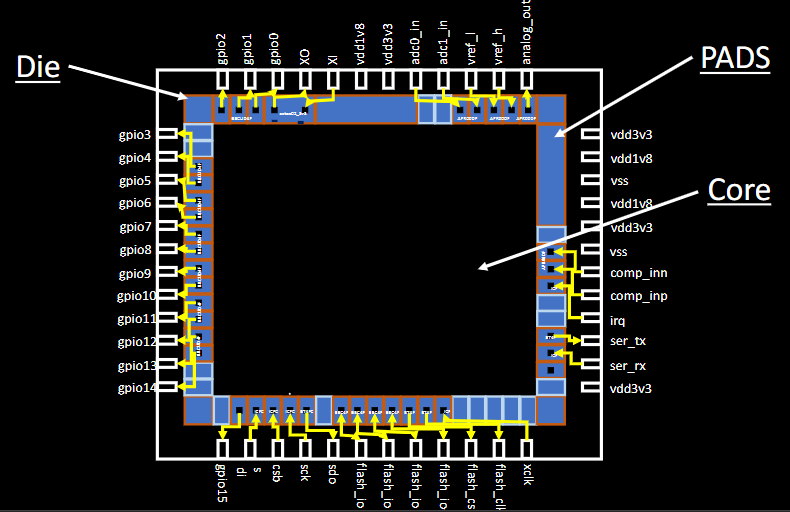 gpio2
gpio1
gpio0
XO
XI
vdd1v8
vdd3v3
adc0_in
adc1_in
vref_l
vref_h
analog_out
Die
PADS
Core
gpio3
gpio4
gpio5
gpio6
gpio7
gpio8
gpio9
gpio10
gpio11
gpio12
gpio13
gpio14
vdd3v3
vdd1v8
vss
vdd1v8
vdd3v3
vss
comp_inn
comp_inp
irq
ser_tx
ser_rx
vdd3v3
gpio15
di
s
csb
sck
sdo
flash_io
flash_io
flash_io
flash_io
flash_cs
flash_cl
xclk